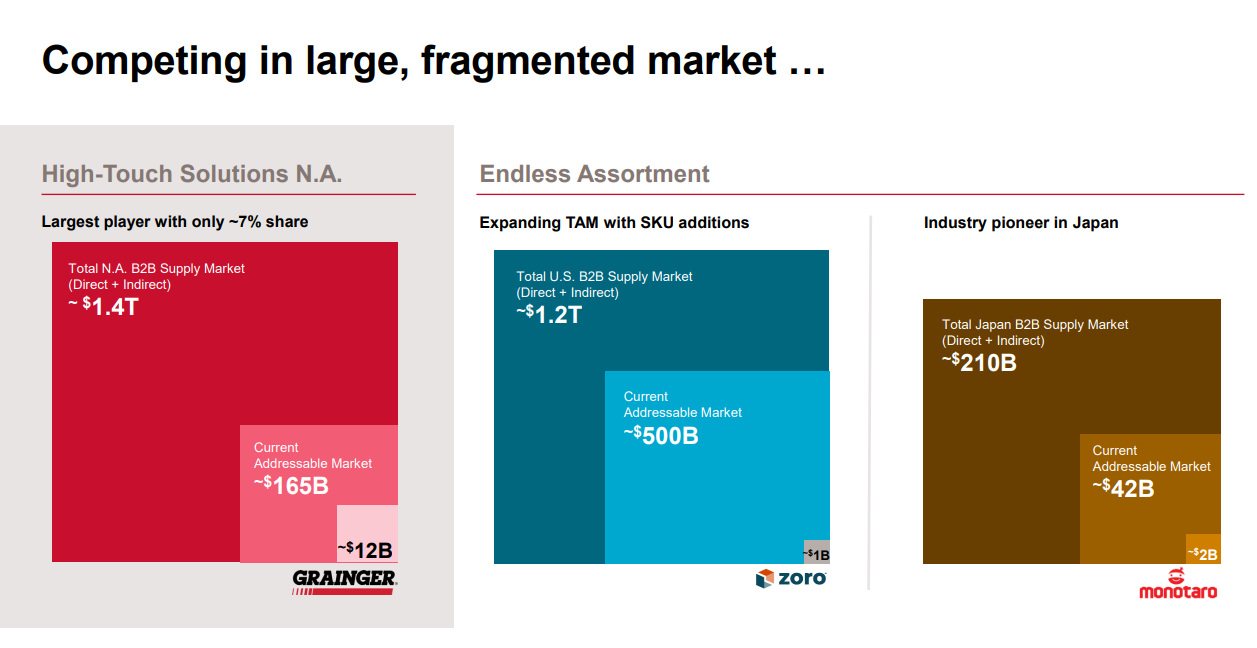 Competing in large, fragmented market …
High-Touch Solutions N.A.
Largest player with only ~7% share
Total N.A. B2B Supply Market
(Direct + Indirect)
~ $1.4T
Current
Addressable Market
~$165B
~$12B
GRAINGER®
Endless Assortment
Expanding TAM with SKU additions
Total U.S. B2B Supply Market
(Direct + Indirect)
~$1.2T
Current
Addressable Market
~$500B
~$1B
zoro
Industry pioneer in Japan
Total Japan B2B Supply Market
(Direct + Indirect)
~$210B
Current
Addressable Market
~$42B
~$2B
monotaro